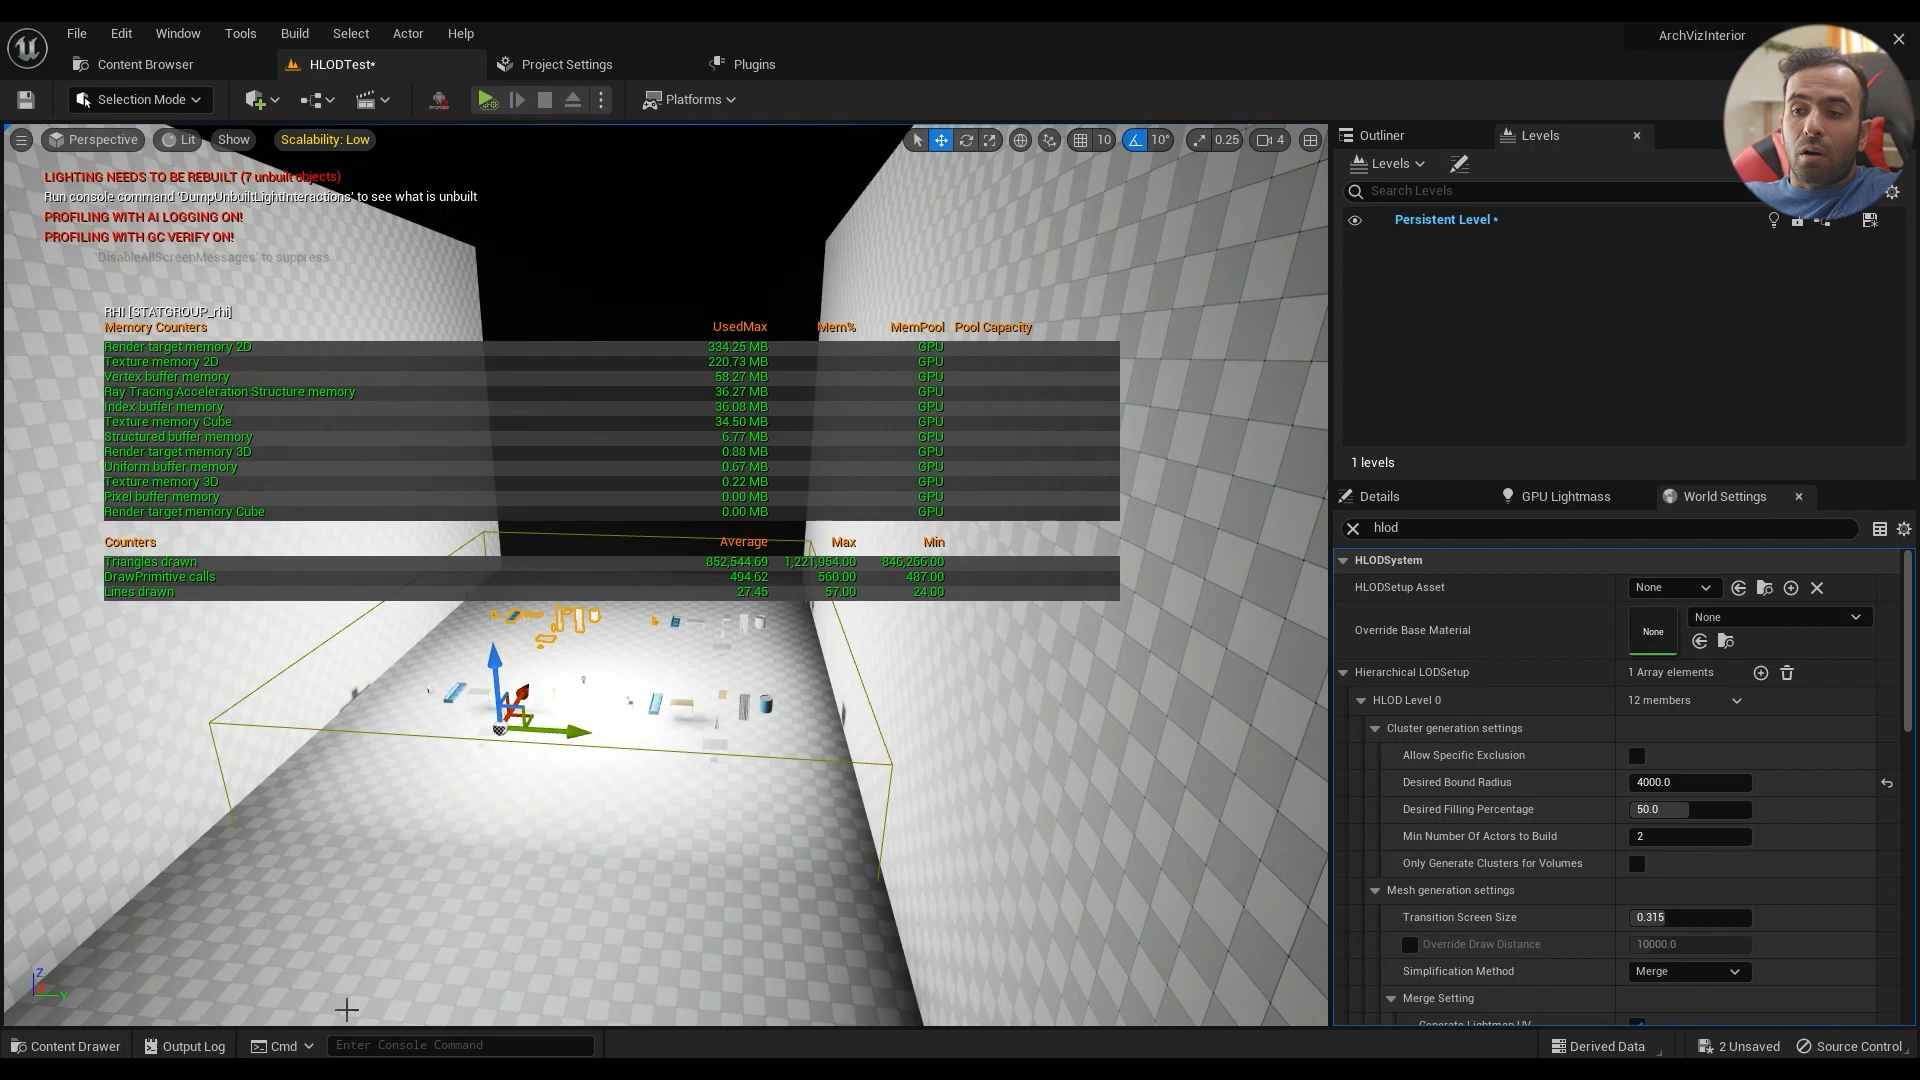 File Edit Window Tools Build Select Actor Help
ArchVizInterior
Content Browser HLODTest* Project Settings Plugins
Selection Mode Platforms
Perspective Lit Show Scalability: Low 10 10° 0.25 4
LIGHTING NEEDS TO BE REBUILT (7 unbuilt objects)
Run console command 'DumpUnbuiltLightInteractions' to see what is unbuilt
PROFILING WITH AI LOGGING ON!
PROFILING WITH GC VERIFY ON!
'DisableAllScreenMessages' to suppress
RHI [STATGROUP_rhi]
Memory Counters UsedMax Mem% MemPool Pool Capacity
Render target memory 2D 334.25 MB GPU
Texture memory 2D 220.73 MB GPU
Vertex buffer memory 58.27 MB GPU
Ray Tracing Acceleration Structure memory 36.27 MB GPU
Index buffer memory 36.08 MB GPU
Texture memory Cube 34.50 MB GPU
Structured buffer memory 6.77 MB GPU
Render target memory 3D 0.88 MB GPU
Uniform buffer memory 0.67 MB GPU
Texture memory 3D 0.22 MB GPU
Pixel buffer memory 0.00 MB GPU
Render target memory Cube 0.00 MB GPU
Counters Average Max Min
Triangles drawn 852,544.69 1,221,954.00 846,266.00
DrawPrimitive calls 494.62 560.00 487.00
Lines drawn 27.45 57.00 24.00
Z
Y
Outliner Levels
Levels
Search Levels
Persistent Level *
1 levels
Details GPU Lightmass World Settings
hlod
HLODSystem
HLODSetup Asset None
Override Base Material None None
Hierarchical LODSetup 1 Array elements
HLOD Level 0 12 members
Cluster generation settings
Allow Specific Exclusion
Desired Bound Radius 4000.0
Desired Filling Percentage 50.0
Min Number Of Actors to Build 2
Only Generate Clusters for Volumes
Mesh generation settings
Transition Screen Size 0.315
Override Draw Distance 10000.0
Simplification Method Merge
Merge Setting
Generate Lightmap UV
Content Drawer Output Log Cmd Enter Console Command Derived Data 2 Unsaved Source Control